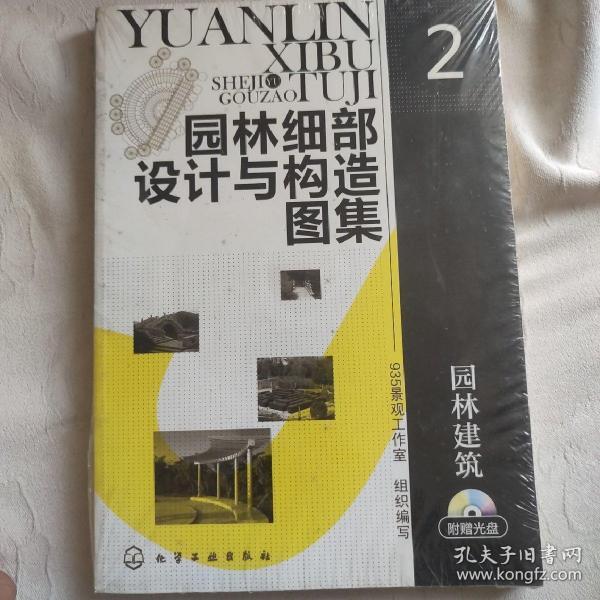 YUANLIN
XIBU
SHEJI YU
GOUZAO TUJI
园林细部
设计与构造
图集
2
935景观工作室 组织编写
园林建筑
附赠光盘
化学工业出版社
孔夫子旧书网
www.kongfz.com